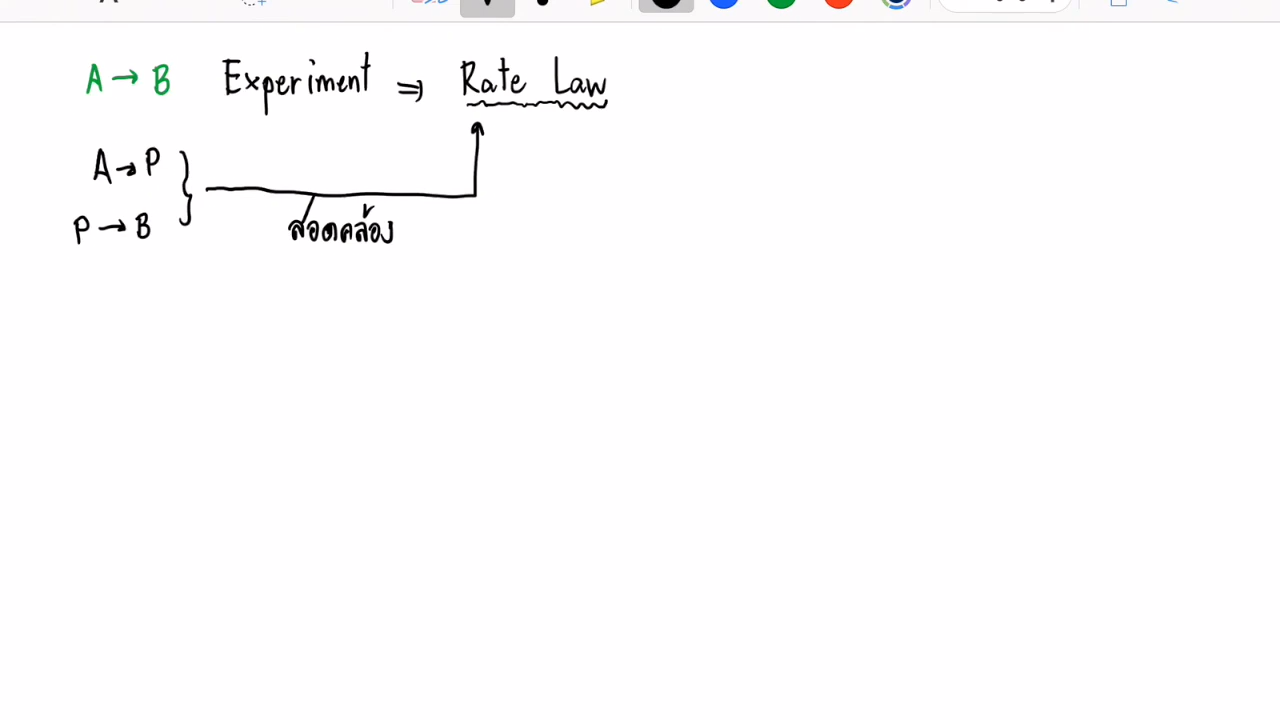 A → B Experiment ⇒ Rate Law
A → P
P → B
สอดคล้อง